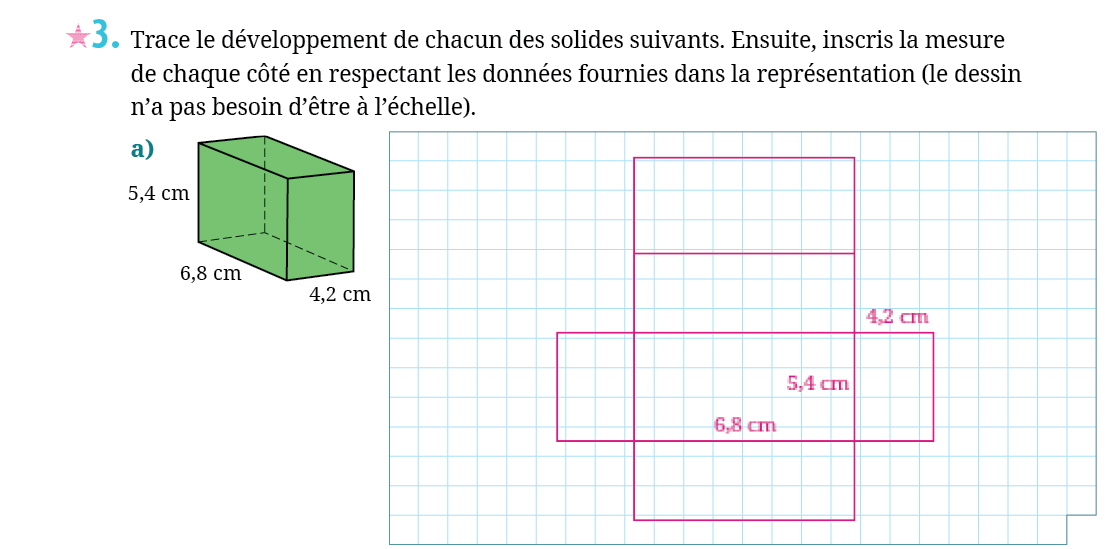 3. Trace le développement de chacun des solides suivants. Ensuite, inscris la mesure
de chaque côté en respectant les données fournies dans la représentation (le dessin
n’a pas besoin d’être à l’échelle).
a)
5,4 cm
6,8 cm
4,2 cm
4,2 cm
5,4 cm
6,8 cm